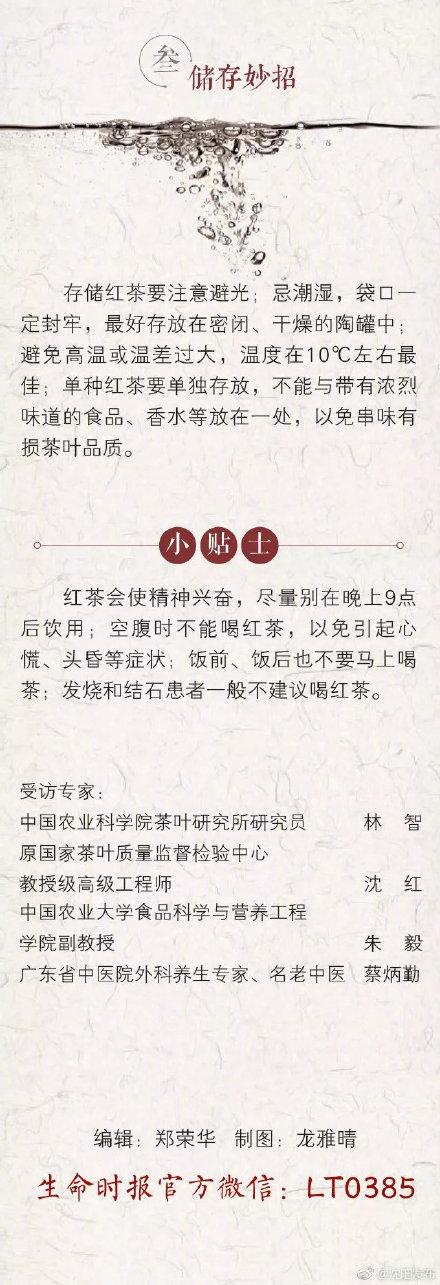 叁
储存妙招
存储红茶要注意避光；忌潮湿，袋口一
定封牢，最好存放在密闭、干燥的陶罐中；
避免高温或温差过大，温度在10℃左右最
佳；单种红茶要单独存放，不能与带有浓烈
味道的食品、香水等放在一处，以免串味有
损茶叶品质。
小贴士
红茶会使精神兴奋，尽量别在晚上9点
后饮用；空腹时不能喝红茶，以免引起心
慌、头昏等症状；饭前、饭后也不要马上喝
茶；发烧和结石患者一般不建议喝红茶。
受访专家：
中国农业科学院茶叶研究所研究员 林 智
原国家茶叶质量监督检验中心
教授级高级工程师 沈 红
中国农业大学食品科学与营养工程
学院副教授 朱 毅
广东省中医院外科养生专家、名老中医 蔡炳勤
编辑：郑荣华 制图：龙雅晴
生命时报官方微信：LT0385